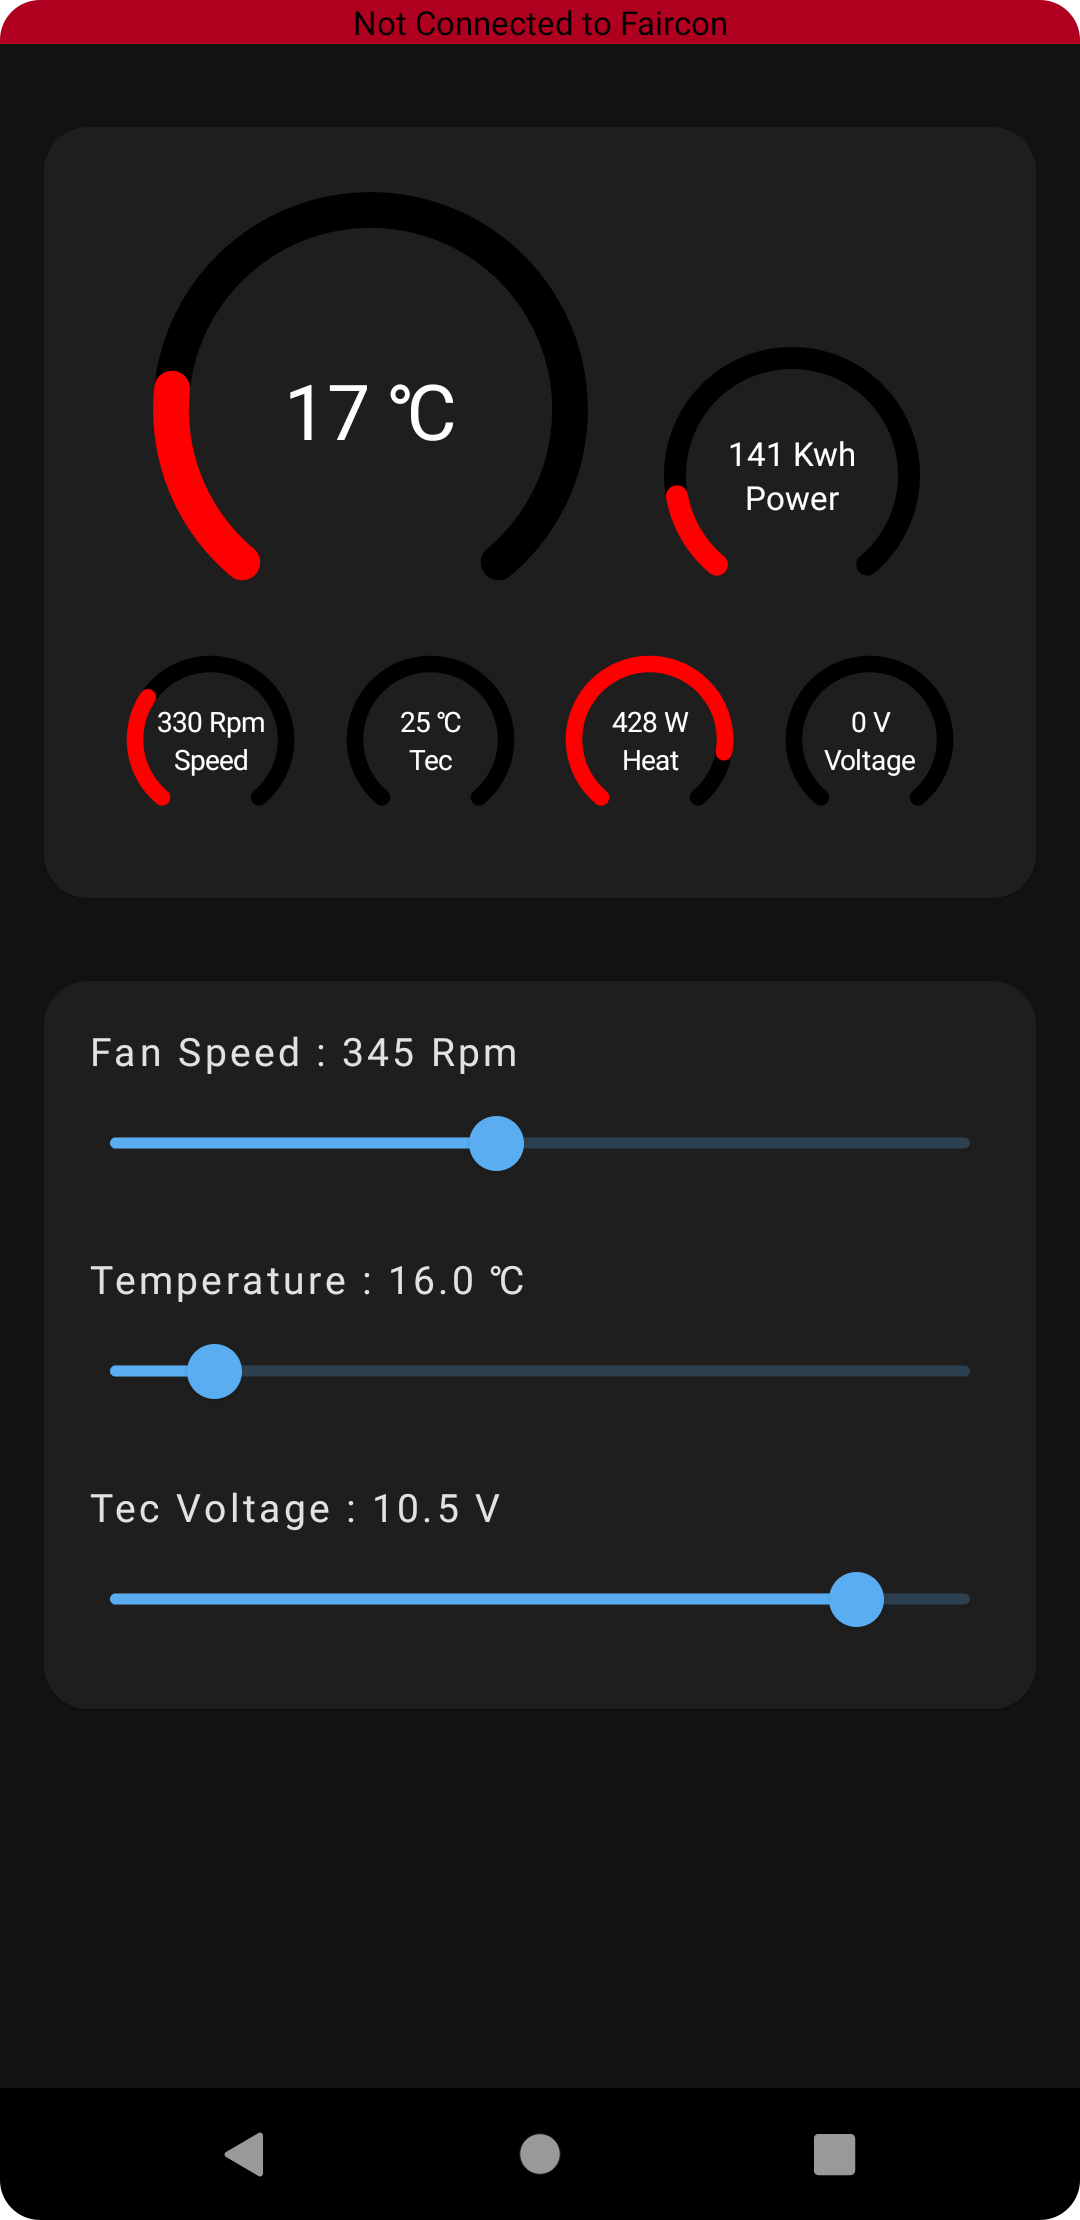 Not Connected to Faircon
17 ℃
141 Kwh
Power
330 Rpm
Speed
25 ℃
Tec
428 W
Heat
0 V
Voltage
Fan Speed : 345 Rpm
Temperature : 16.0 ℃
Tec Voltage : 10.5 V